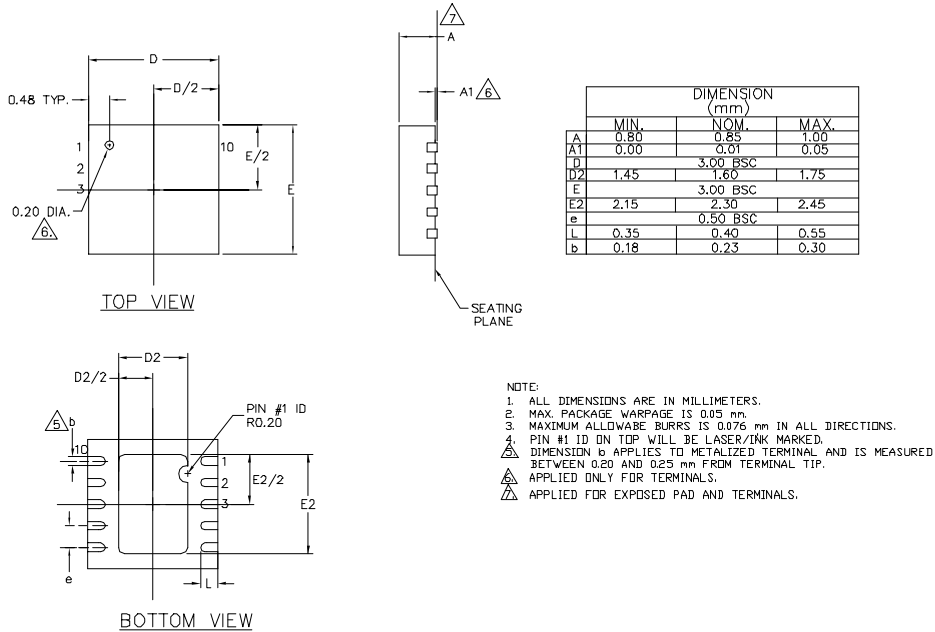 7
A
D
D/2
0.48 TYP.
A1 6
1
10
2
3
E/2
E
0.20 DIA.
6.
TOP VIEW
SEATING
PLANE
DIMENSION
(mm)
MIN. NOM. MAX.
A 0.80 0.85 1.00
A1 0.00 0.01 0.05
D 3.00 BSC
D2 1.45 1.60 1.75
E 3.00 BSC
E2 2.15 2.30 2.45
e 0.50 BSC
L 0.35 0.40 0.55
b 0.18 0.23 0.30
D2
D2/2
PIN #1 ID
R0.20
5 b
10
1
2
3
E2/2
E2
e
L
BOTTOM VIEW
NOTE:
1. ALL DIMENSIONS ARE IN MILLIMETERS.
2. MAX. PACKAGE WARPAGE IS 0.05 mm.
3. MAXIMUM ALLOWABE BURRS IS 0.076 mm IN ALL DIRECTIONS.
4. PIN #1 ID ON TOP WILL BE LASER/INK MARKED.
5. DIMENSION b APPLIES TO METALIZED TERMINAL AND IS MEASURED
BETWEEN 0.20 AND 0.25 mm FROM TERMINAL TIP.
6. APPLIED ONLY FOR TERMINALS.
7. APPLIED FOR EXPOSED PAD AND TERMINALS.